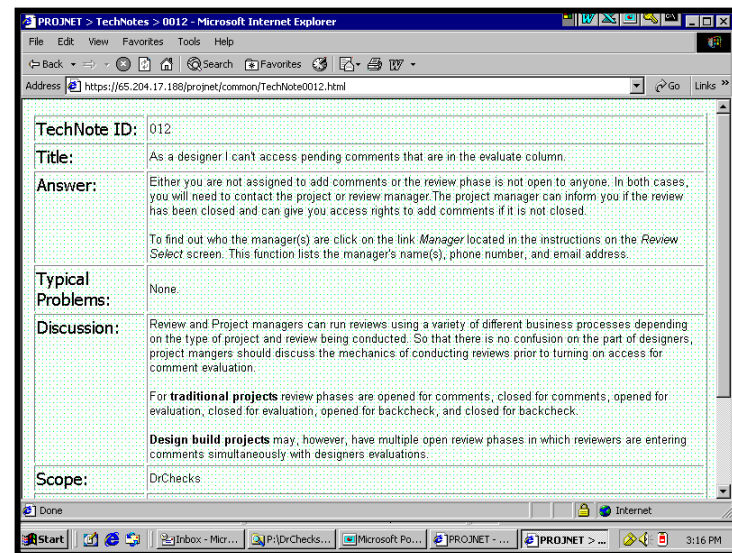 PROJNET > TechNotes > 0012 - Microsoft Internet Explorer
File Edit View Favorites Tools Help
Back Search Favorites
Address https://65.204.17.188/projnet/common/TechNote0012.html Go Links »
TechNote ID: 012
Title: As a designer I can't access pending comments that are in the evaluate column.
Answer: Either you are not assigned to add comments or the review phase is not open to anyone. In both cases,
you will need to contact the project or review manager.The project manager can inform you if the review
has been closed and can give you access rights to add comments if it is not closed.
To find out who the manager(s) are click on the link Manager located in the instructions on the Review
Select screen. This function lists the manager's name(s), phone number, and email address.
Typical
Problems:
None.
Discussion: Review and Project managers can run reviews using a variety of different business processes depending
on the type of project and review being conducted. So that there is no confusion on the part of designers,
project mangers should discuss the mechanics of conducting reviews prior to turning on access for
comment evaluation.
For traditional projects review phases are opened for comments, closed for comments, opened for
evaluation, closed for evaluation, opened for backcheck, and closed for backcheck.
Design build projects may, however, have multiple open review phases in which reviewers are entering
comments simultaneously with designers evaluations.
Scope: DrChecks
Done Internet
Start Inbox - Micr... P:\DrChecks... Microsoft Po... PROJNET - ... PROJNET > ... 3:16 PM